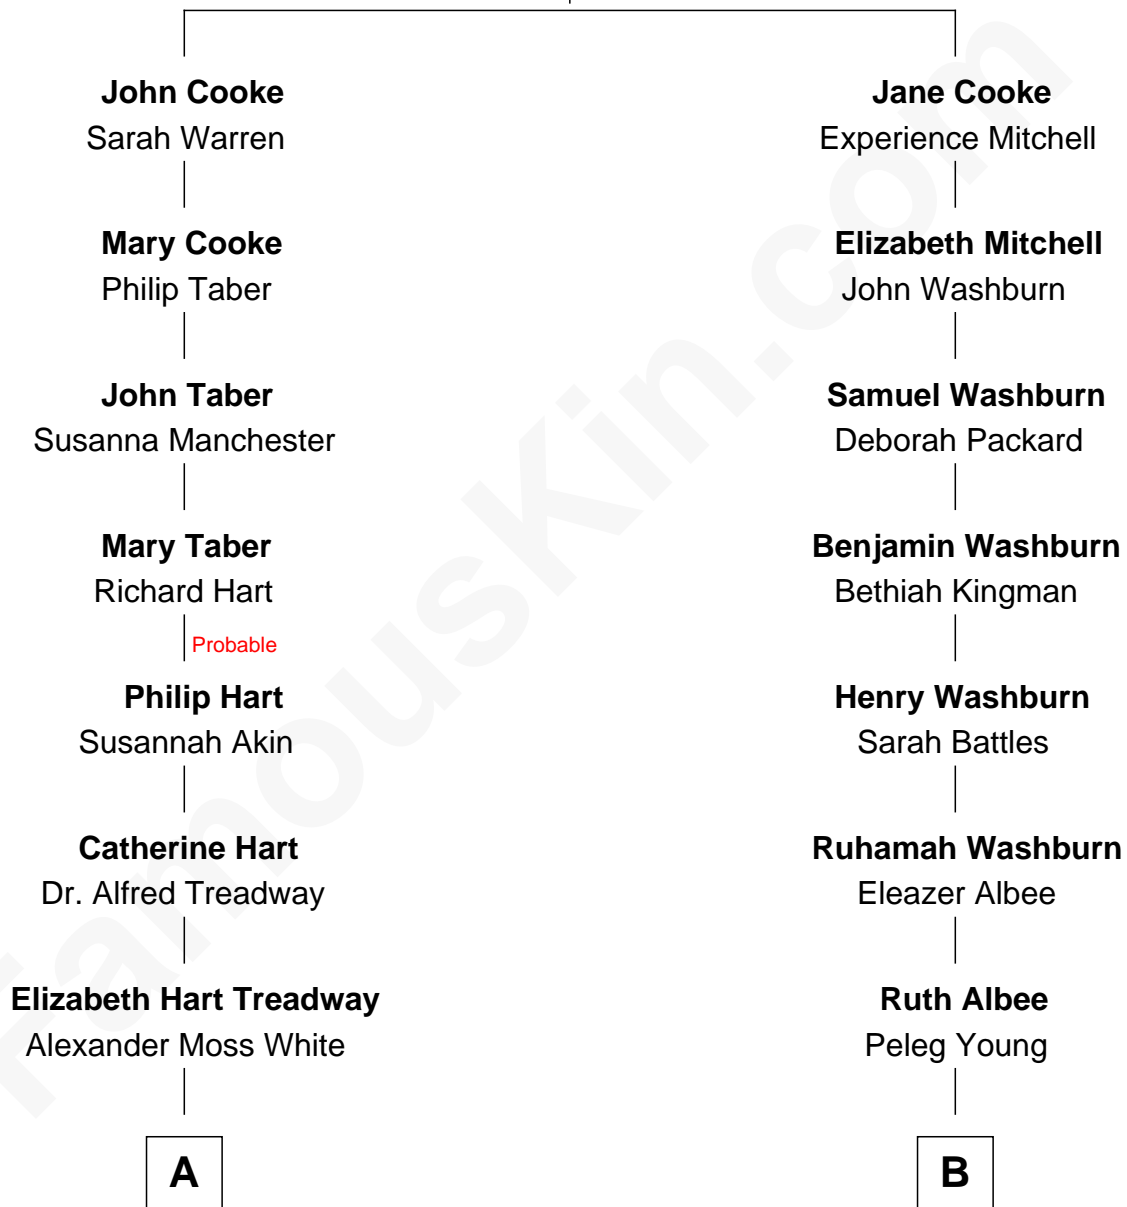 John Cooke
Sarah Warren
Mary Cooke
Philip Taber
John Taber
Susanna Manchester
Mary Taber
Richard Hart
Probable
Philip Hart
Susannah Akin
Catherine Hart
Dr. Alfred Treadway
Elizabeth Hart Treadway
Alexander Moss White
A
Jane Cooke
Experience Mitchell
Elizabeth Mitchell
John Washburn
Samuel Washburn
Deborah Packard
Benjamin Washburn
Bethiah Kingman
Henry Washburn
Sarah Battles
Ruhamah Washburn
Eleazer Albee
Ruth Albee
Peleg Young
B
FamousKin.com